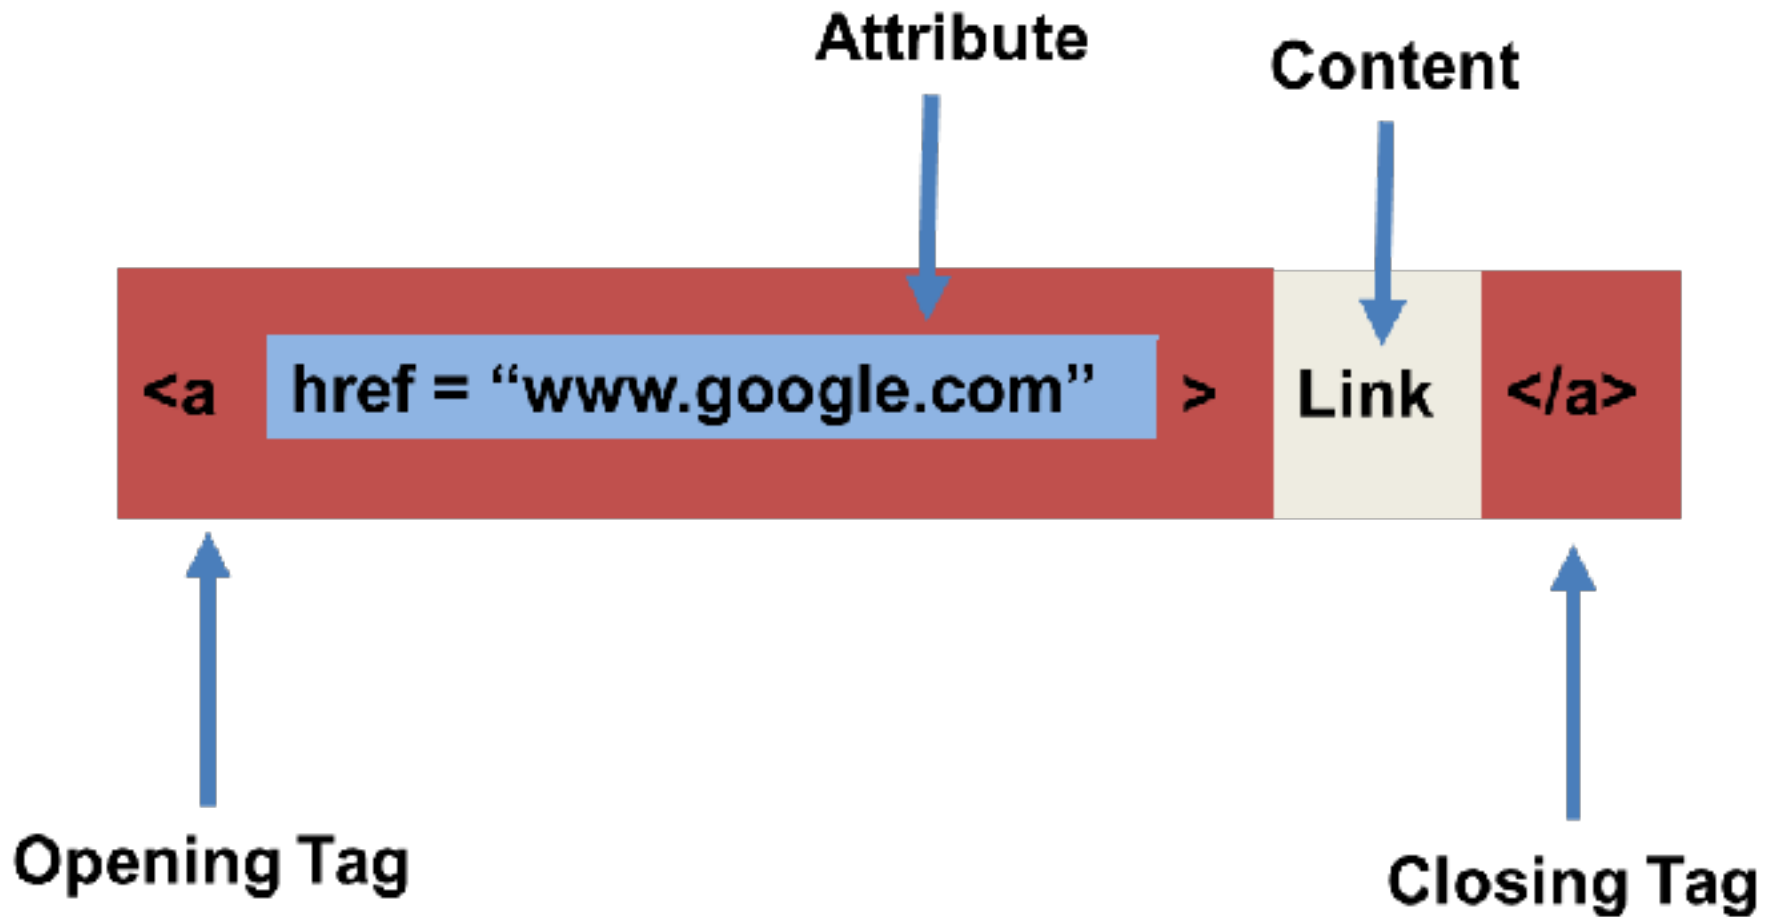 Attribute
Content
<a href = “www.google.com” > Link </a>
Opening Tag
Closing Tag